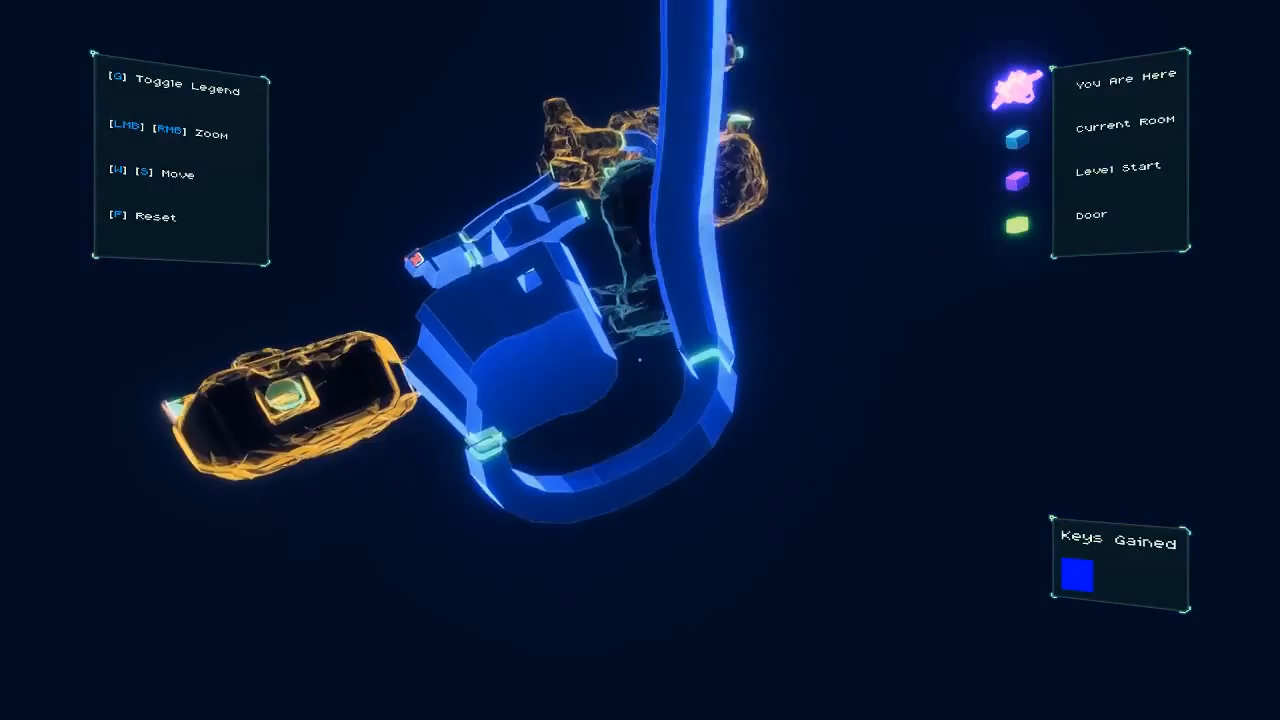 [G] Toggle Legend
[LMB] [RMB] Zoom
[W] [S] Move
[F] Reset
You Are Here
Current Room
Level Start
Door
Keys Gained